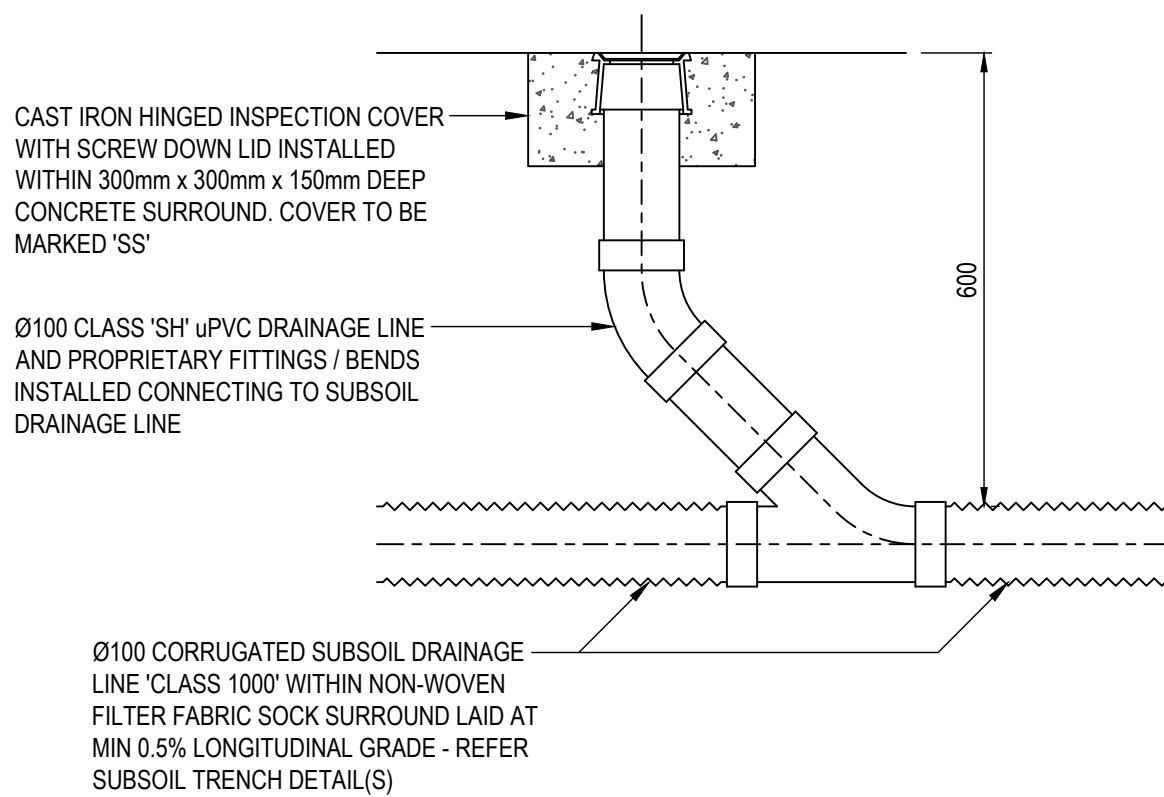 CAST IRON HINGED INSPECTION COVER
WITH SCREW DOWN LID INSTALLED
WITHIN 300mm x 300mm x 150mm DEEP
CONCRETE SURROUND. COVER TO BE
MARKED 'SS'
600
Ø100 CLASS 'SH' uPVC DRAINAGE LINE
AND PROPRIETARY FITTINGS / BENDS
INSTALLED CONNECTING TO SUBSOIL
DRAINAGE LINE
Ø100 CORRUGATED SUBSOIL DRAINAGE
LINE 'CLASS 1000' WITHIN NON-WOVEN
FILTER FABRIC SOCK SURROUND LAID AT
MIN 0.5% LONGITUDINAL GRADE - REFER
SUBSOIL TRENCH DETAIL(S)